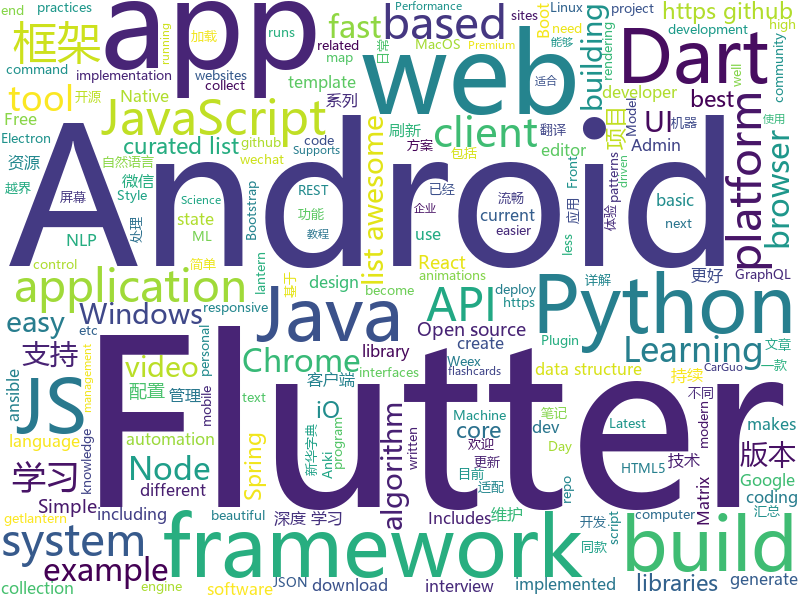 practices
end
sites
Linux
project
Performance
need
加载
running
Boot
rendering
high
日常
MacOS
Premium
能够
https github
框架
app
based
building
Dart
fast
related
map
runs
collect
websites
command
implementation
开源
web
development
tool
JavaScript
Native
template
系列
developer
best
community
使用
Free
Electron
curated list
github
code
Supports
刷新
翻译
机器
方案
包括
client
UI
项目
Model
Admin
platform
适合
资源
自然语言
微信
wechat
REST
editor
Front
patterns
体验
browser
汇总
越界
屏幕
Style
处理
Bootstrap
Science
功能
教程
list awesome
已经
企业
流畅
应用
basic
driven
Android
NLP
ML
state
control
简单
基于
lantern
design
current
use
React
animations
become
easier
next
less
详解
更好
GraphQL
application
Java
API
Python
easy
Windows
etc
responsive
deploy
https
create
Open source
library
Weex
interfaces
flashcards
data structure
Plugin
文章
CarGuo
一款
支持
配置
管理
video
Chrome
客户端
mobile
personal
text
Learning
management
ansible
JS
iO
新华字典
Anki
program
core
Machine
growth
dev
Latest
Day
笔记
持续
不同
makes
language
automation
Node
Spring
algorithm
written
欢迎
更新
HTML5
技术
modern
版本
学习
Simple
knowledge
different
目前
适配
repo
Google
coding
getlantern
including
beautiful
深度 学习
Includes
维护
开发
同款
script
computer
Matrix
well
Flutter
system
framework
build
example
collection
engine
software
JSON
download
interview
implemented
libraries
generate